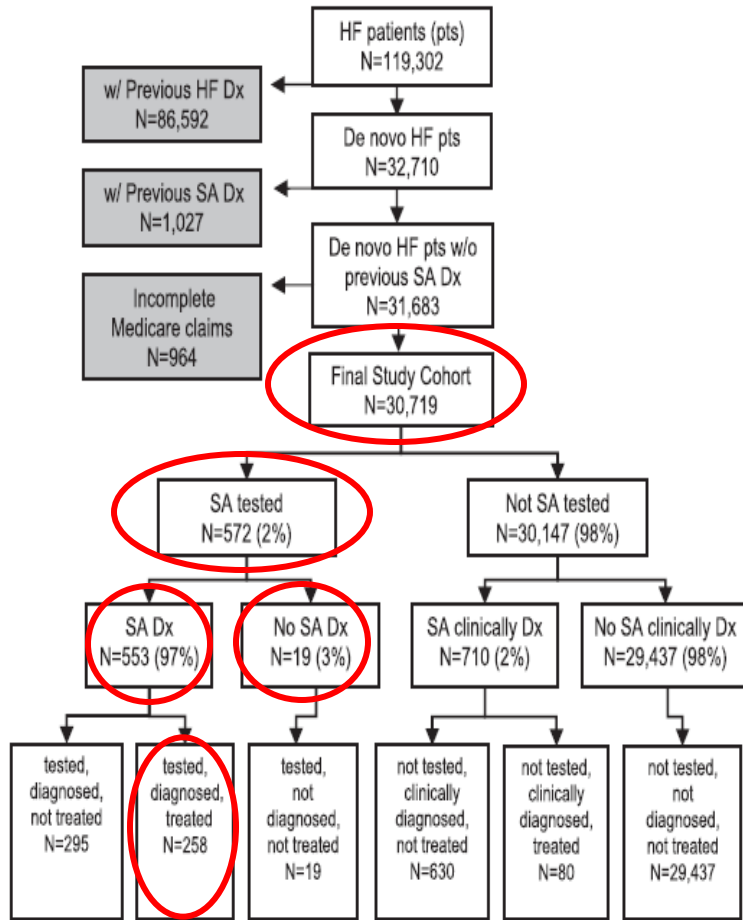 HF patients (pts)
N=119,302
w/ Previous HF Dx
N=86,592
De novo HF pts
N=32,710
w/ Previous SA Dx
N=1,027
De novo HF pts w/o
previous SA Dx
N=31,683
Incomplete
Medicare claims
N=964
Final Study Cohort
N=30,719
SA tested
N=572 (2%)
Not SA tested
N=30,147 (98%)
SA Dx
N=553 (97%)
No SA Dx
N=19 (3%)
SA clinically Dx
N=710 (2%)
No SA clinically Dx
N=29,437 (98%)
tested,
diagnosed,
not treated
N=295
tested,
diagnosed,
treated
N=258
tested,
not
diagnosed,
not treated
N=19
not tested,
clinically
diagnosed,
not treated
N=630
not tested,
clinically
diagnosed,
treated
N=80
not tested,
not
diagnosed,
not treated
N=29,437